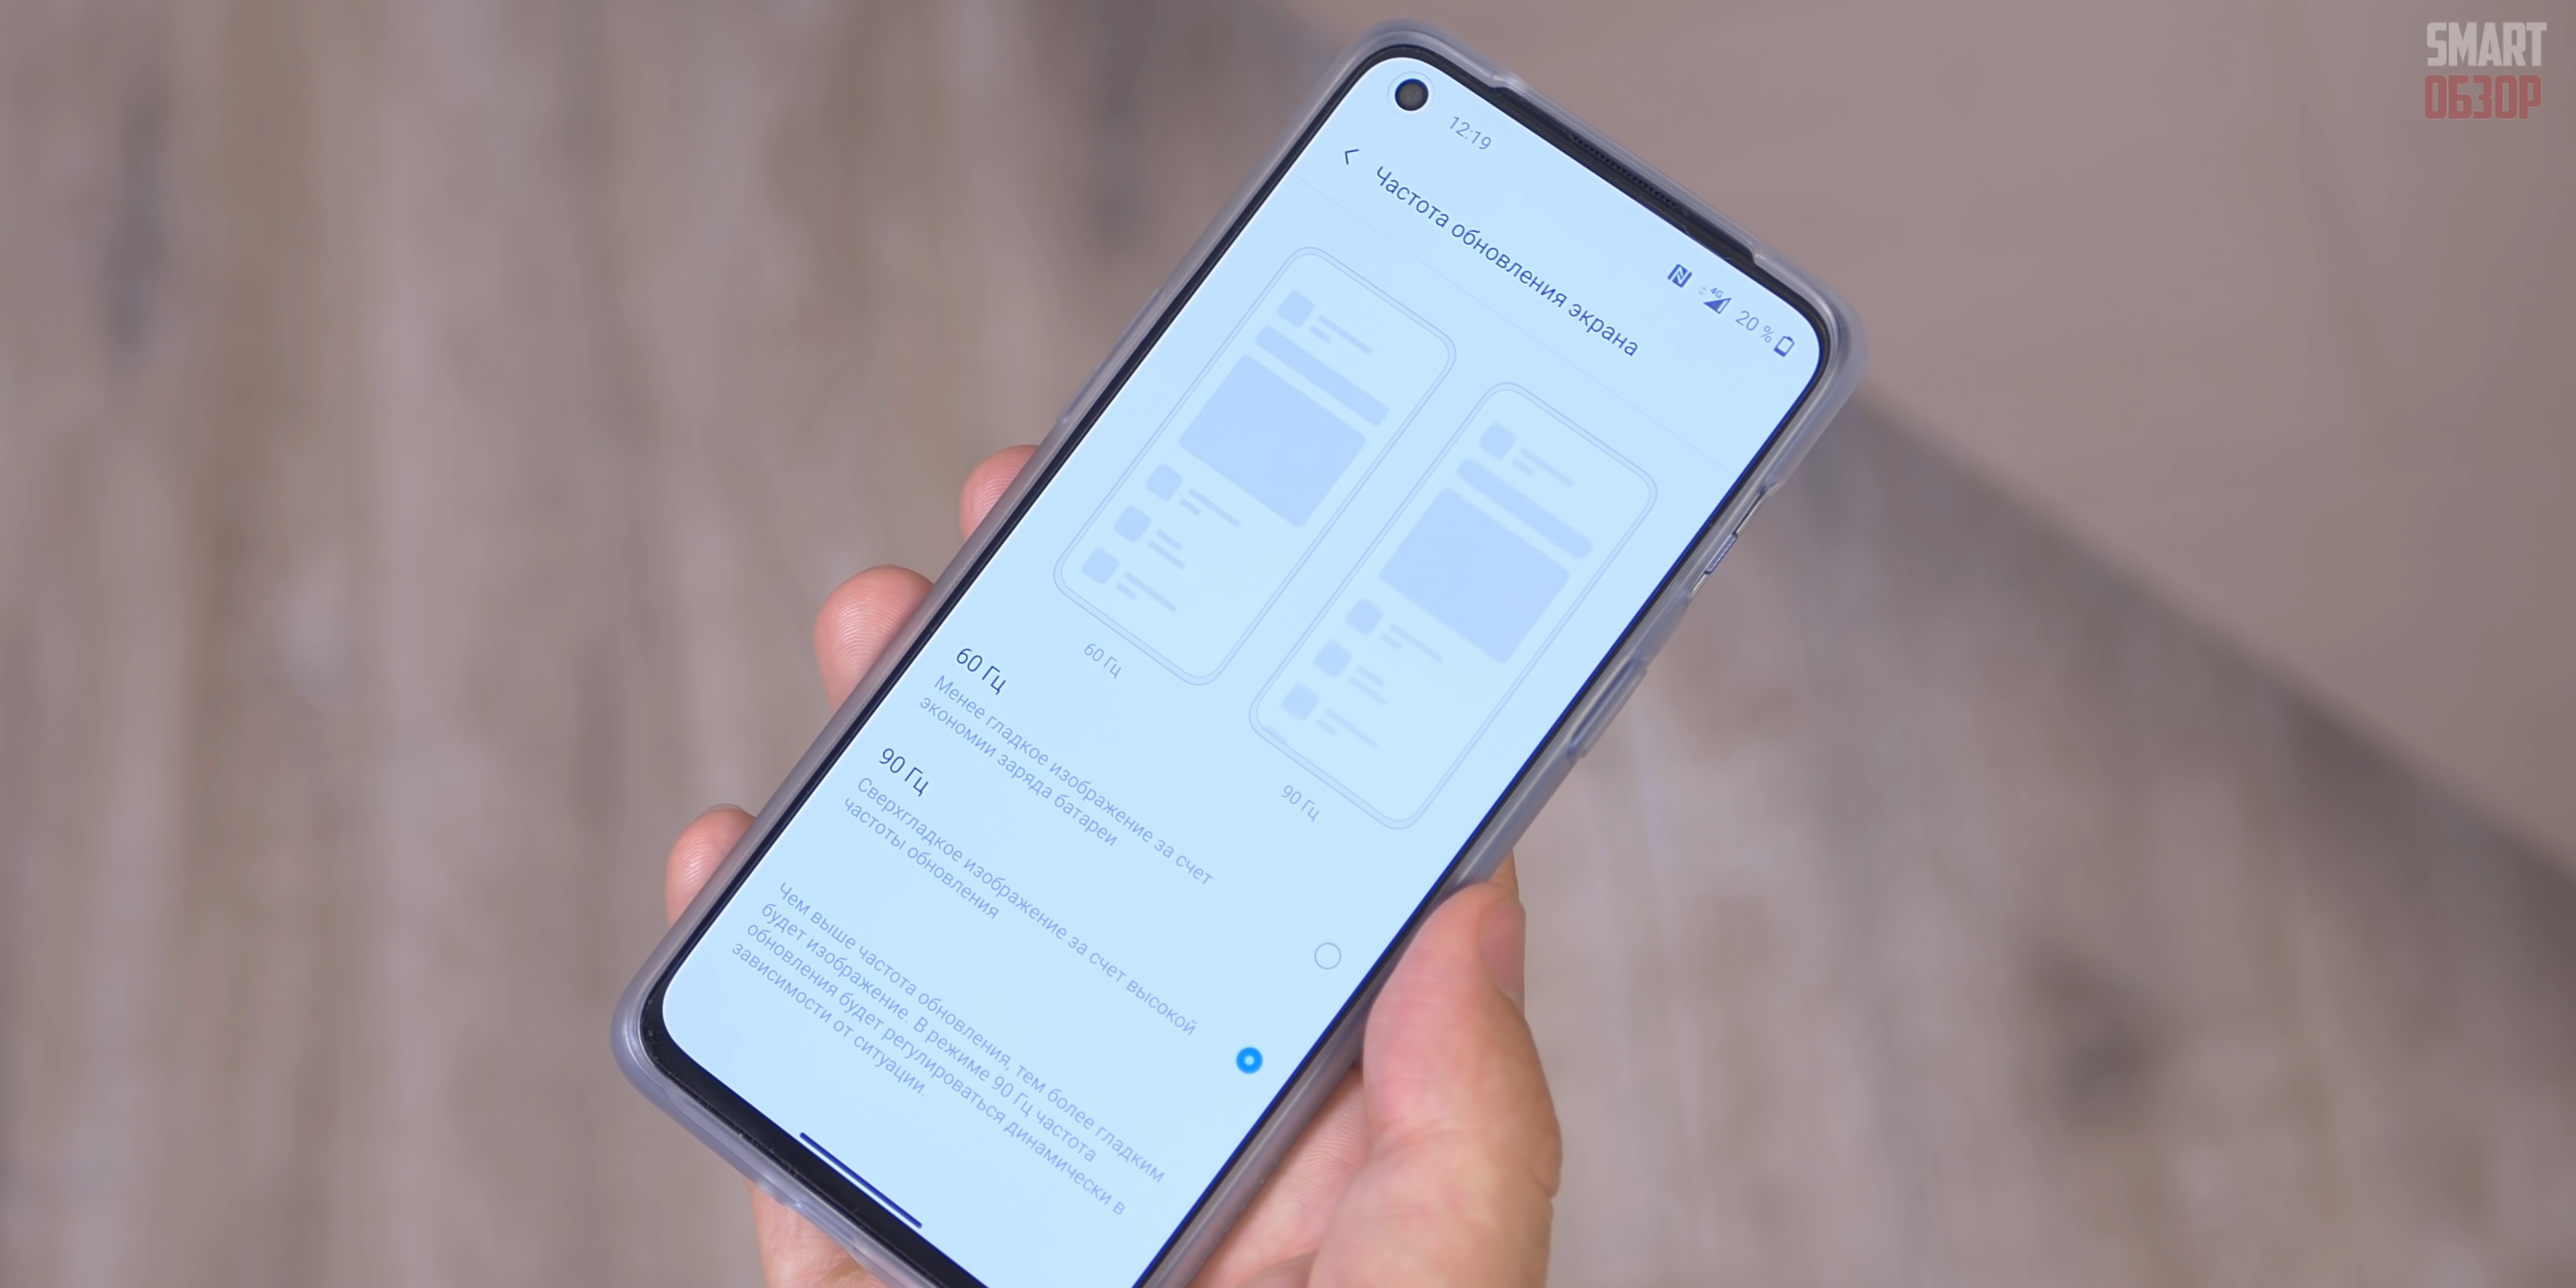 SMART
ОБЗОР
12:19
4G 20 %
Частота обновления экрана
60 Гц
90 Гц
60 Гц
Менее гладкое изображение за счет
экономии заряда батареи
90 Гц
Сверхгладкое изображение за счет высокой
частоты обновления
Чем выше частота обновления, тем более гладким
будет изображение. В режиме 90 Гц частота
обновления будет регулироваться динамически в
зависимости от ситуации.